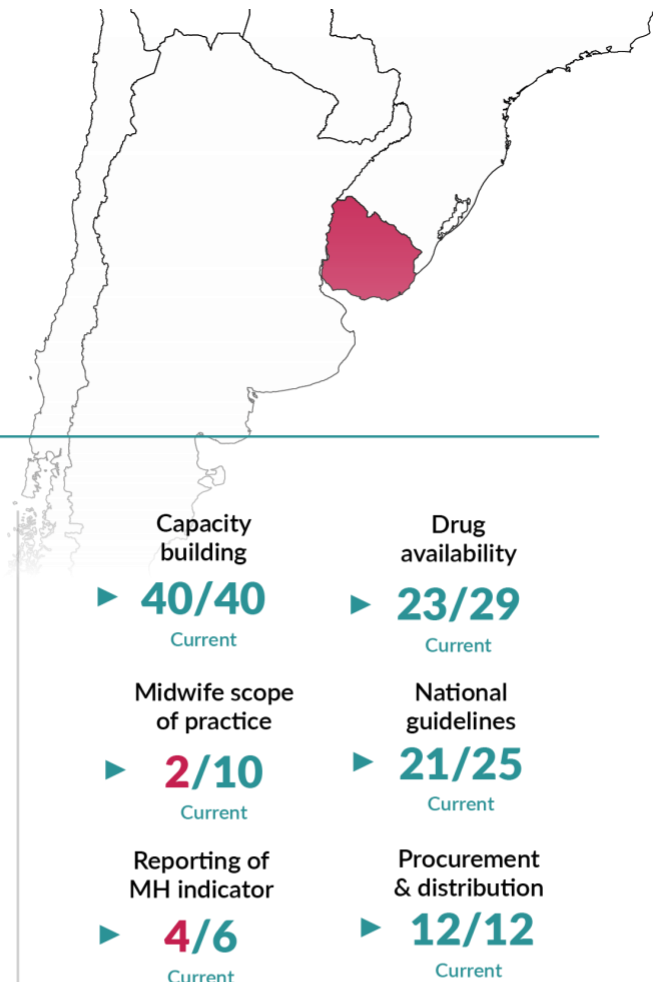 Capacity
building
40/40
Current
Drug
availability
23/29
Current
Midwife scope
of practice
2/10
Current
National
guidelines
21/25
Current
Reporting of
MH indicator
4/6
Current
Procurement
& distribution
12/12
Current